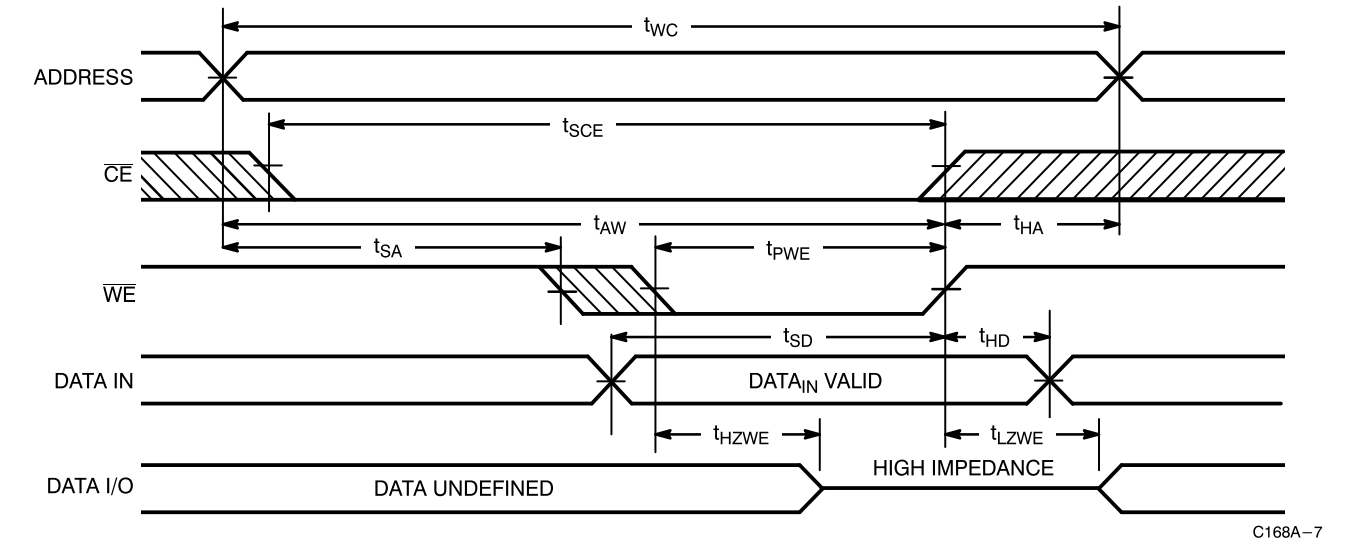 tWC
ADDRESS
tSCE
CE
tAW
tHA
tSA
tPWE
WE
tSD
tHD
DATA IN
DATAIN VALID
tHZWE
tLZWE
HIGH IMPEDANCE
DATA I/O
DATA UNDEFINED
C168A–7